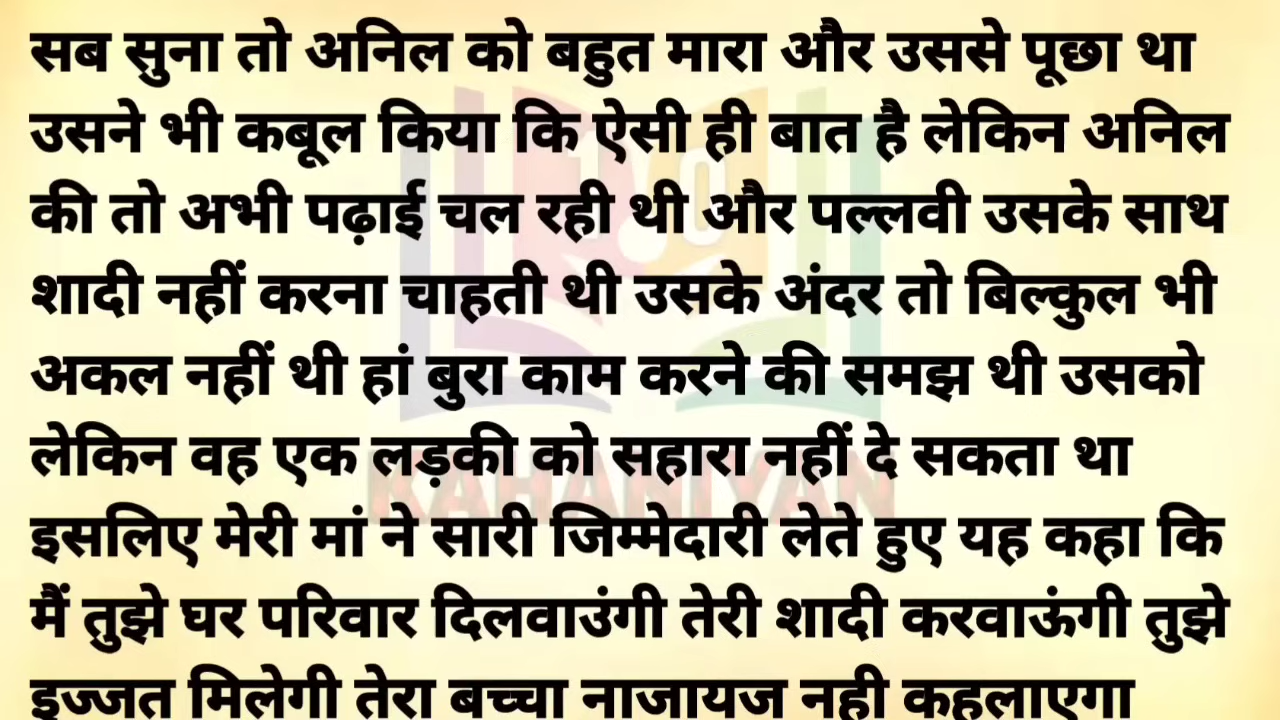 सब सुना तो अनिल को बहुत मारा और उससे पूछा था
उसने भी कबूल किया कि ऐसी ही बात है लेकिन अनिल
की तो अभी पढ़ाई चल रही थी और पल्लवी उसके साथ
शादी नहीं करना चाहती थी उसके अंदर तो बिल्कुल भी
अकल नहीं थी हां बुरा काम करने की समझ थी उसको
लेकिन वह एक लड़की को सहारा नहीं दे सकता था
KAHANIYAN
इसलिए मेरी मां ने सारी जिम्मेदारी लेते हुए यह कहा कि
मैं तुझे घर परिवार दिलवाउंगी तेरी शादी करवाऊंगी तुझे
इज्जत मिलेगी तेरा बच्चा नाजायज नही कहलाएगा